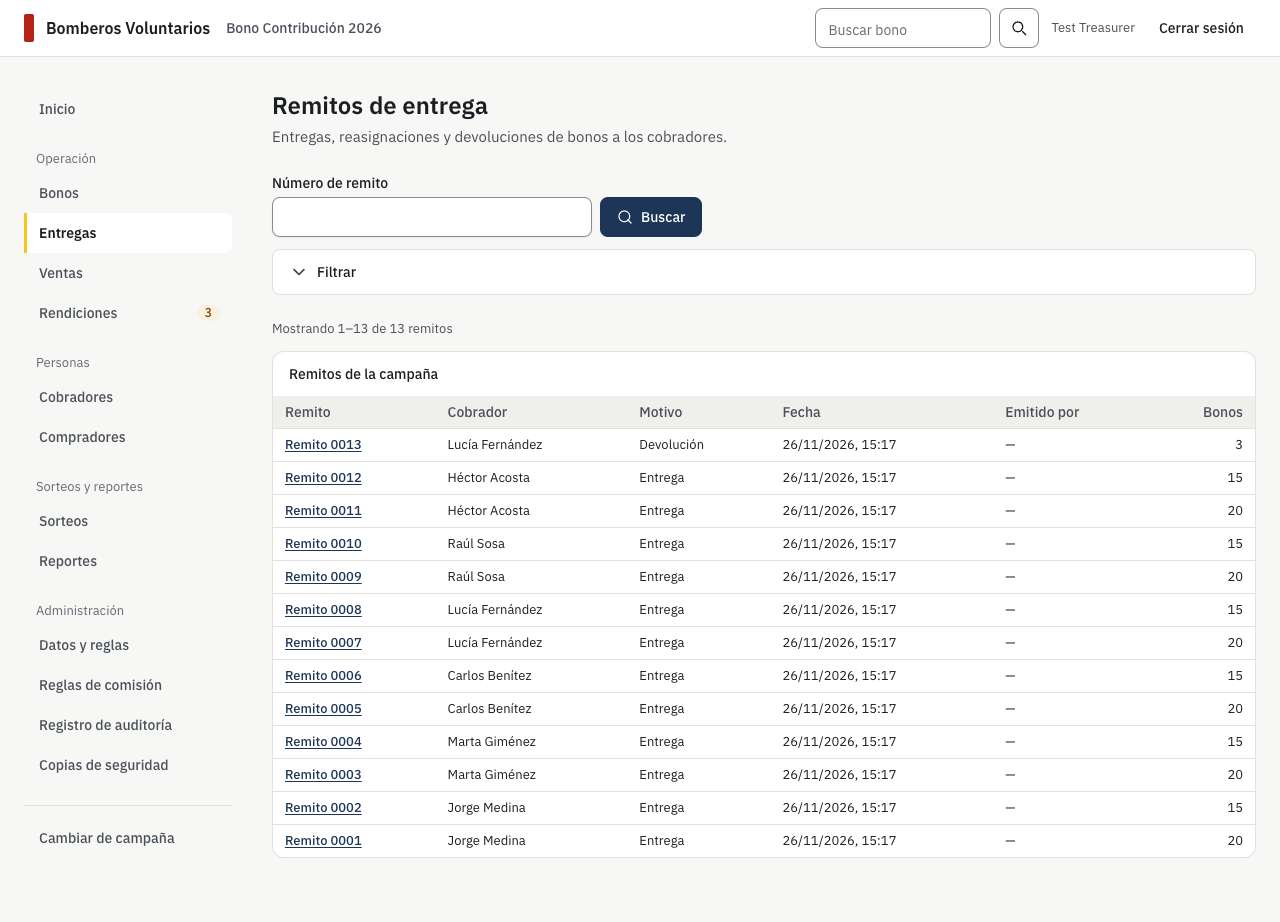 Bomberos Voluntarios Bono Contribución 2026 Buscar bono Test Treasurer Cerrar sesión
Inicio
Operación
Bonos
Entregas
Ventas
Rendiciones 3
Personas
Cobradores
Compradores
Sorteos y reportes
Sorteos
Reportes
Administración
Datos y reglas
Reglas de comisión
Registro de auditoría
Copias de seguridad
Cambiar de campaña
Remitos de entrega
Entregas, reasignaciones y devoluciones de bonos a los cobradores.
Número de remito
Buscar
Filtrar
Mostrando 1–13 de 13 remitos
Remitos de la campaña
Remito Cobrador Motivo Fecha Emitido por Bonos
Remito 0013 Lucía Fernández Devolución 26/11/2026, 15:17 — 3
Remito 0012 Héctor Acosta Entrega 26/11/2026, 15:17 — 15
Remito 0011 Héctor Acosta Entrega 26/11/2026, 15:17 — 20
Remito 0010 Raúl Sosa Entrega 26/11/2026, 15:17 — 15
Remito 0009 Raúl Sosa Entrega 26/11/2026, 15:17 — 20
Remito 0008 Lucía Fernández Entrega 26/11/2026, 15:17 — 15
Remito 0007 Lucía Fernández Entrega 26/11/2026, 15:17 — 20
Remito 0006 Carlos Benítez Entrega 26/11/2026, 15:17 — 15
Remito 0005 Carlos Benítez Entrega 26/11/2026, 15:17 — 20
Remito 0004 Marta Giménez Entrega 26/11/2026, 15:17 — 15
Remito 0003 Marta Giménez Entrega 26/11/2026, 15:17 — 20
Remito 0002 Jorge Medina Entrega 26/11/2026, 15:17 — 15
Remito 0001 Jorge Medina Entrega 26/11/2026, 15:17 — 20